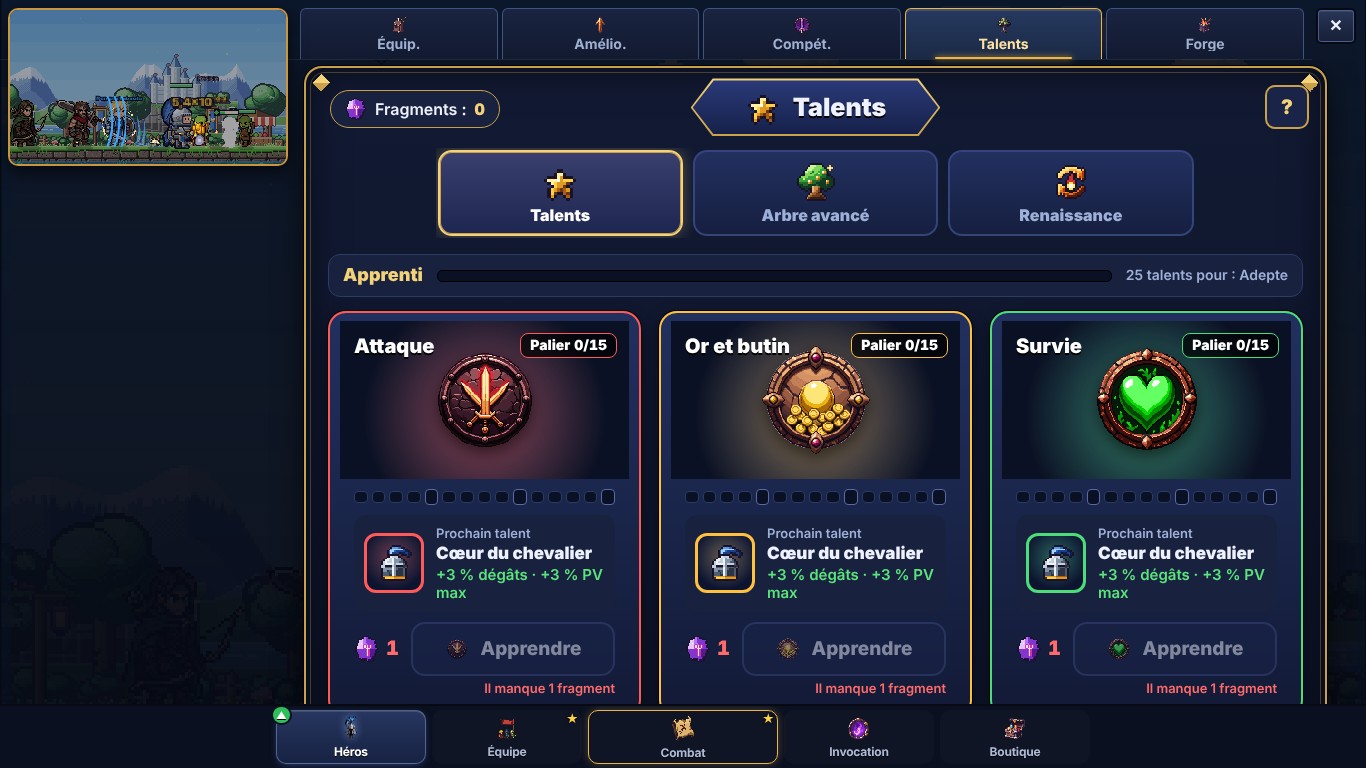 Équip.
Amélio.
Compét.
Talents
Forge
×
5,4×10
Fragments : 0
Talents
?
Talents
Arbre avancé
Renaissance
Apprenti
25 talents pour : Adepte
Attaque
Palier 0/15
Or et butin
Palier 0/15
Survie
Palier 0/15
Prochain talent
Cœur du chevalier
+3 % dégâts · +3 % PV
max
Prochain talent
Cœur du chevalier
+3 % dégâts · +3 % PV
max
Prochain talent
Cœur du chevalier
+3 % dégâts · +3 % PV
max
1
Apprendre
1
Apprendre
1
Apprendre
Il manque 1 fragment
Il manque 1 fragment
Il manque 1 fragment
Héros
Équipe
Combat
Invocation
Boutique